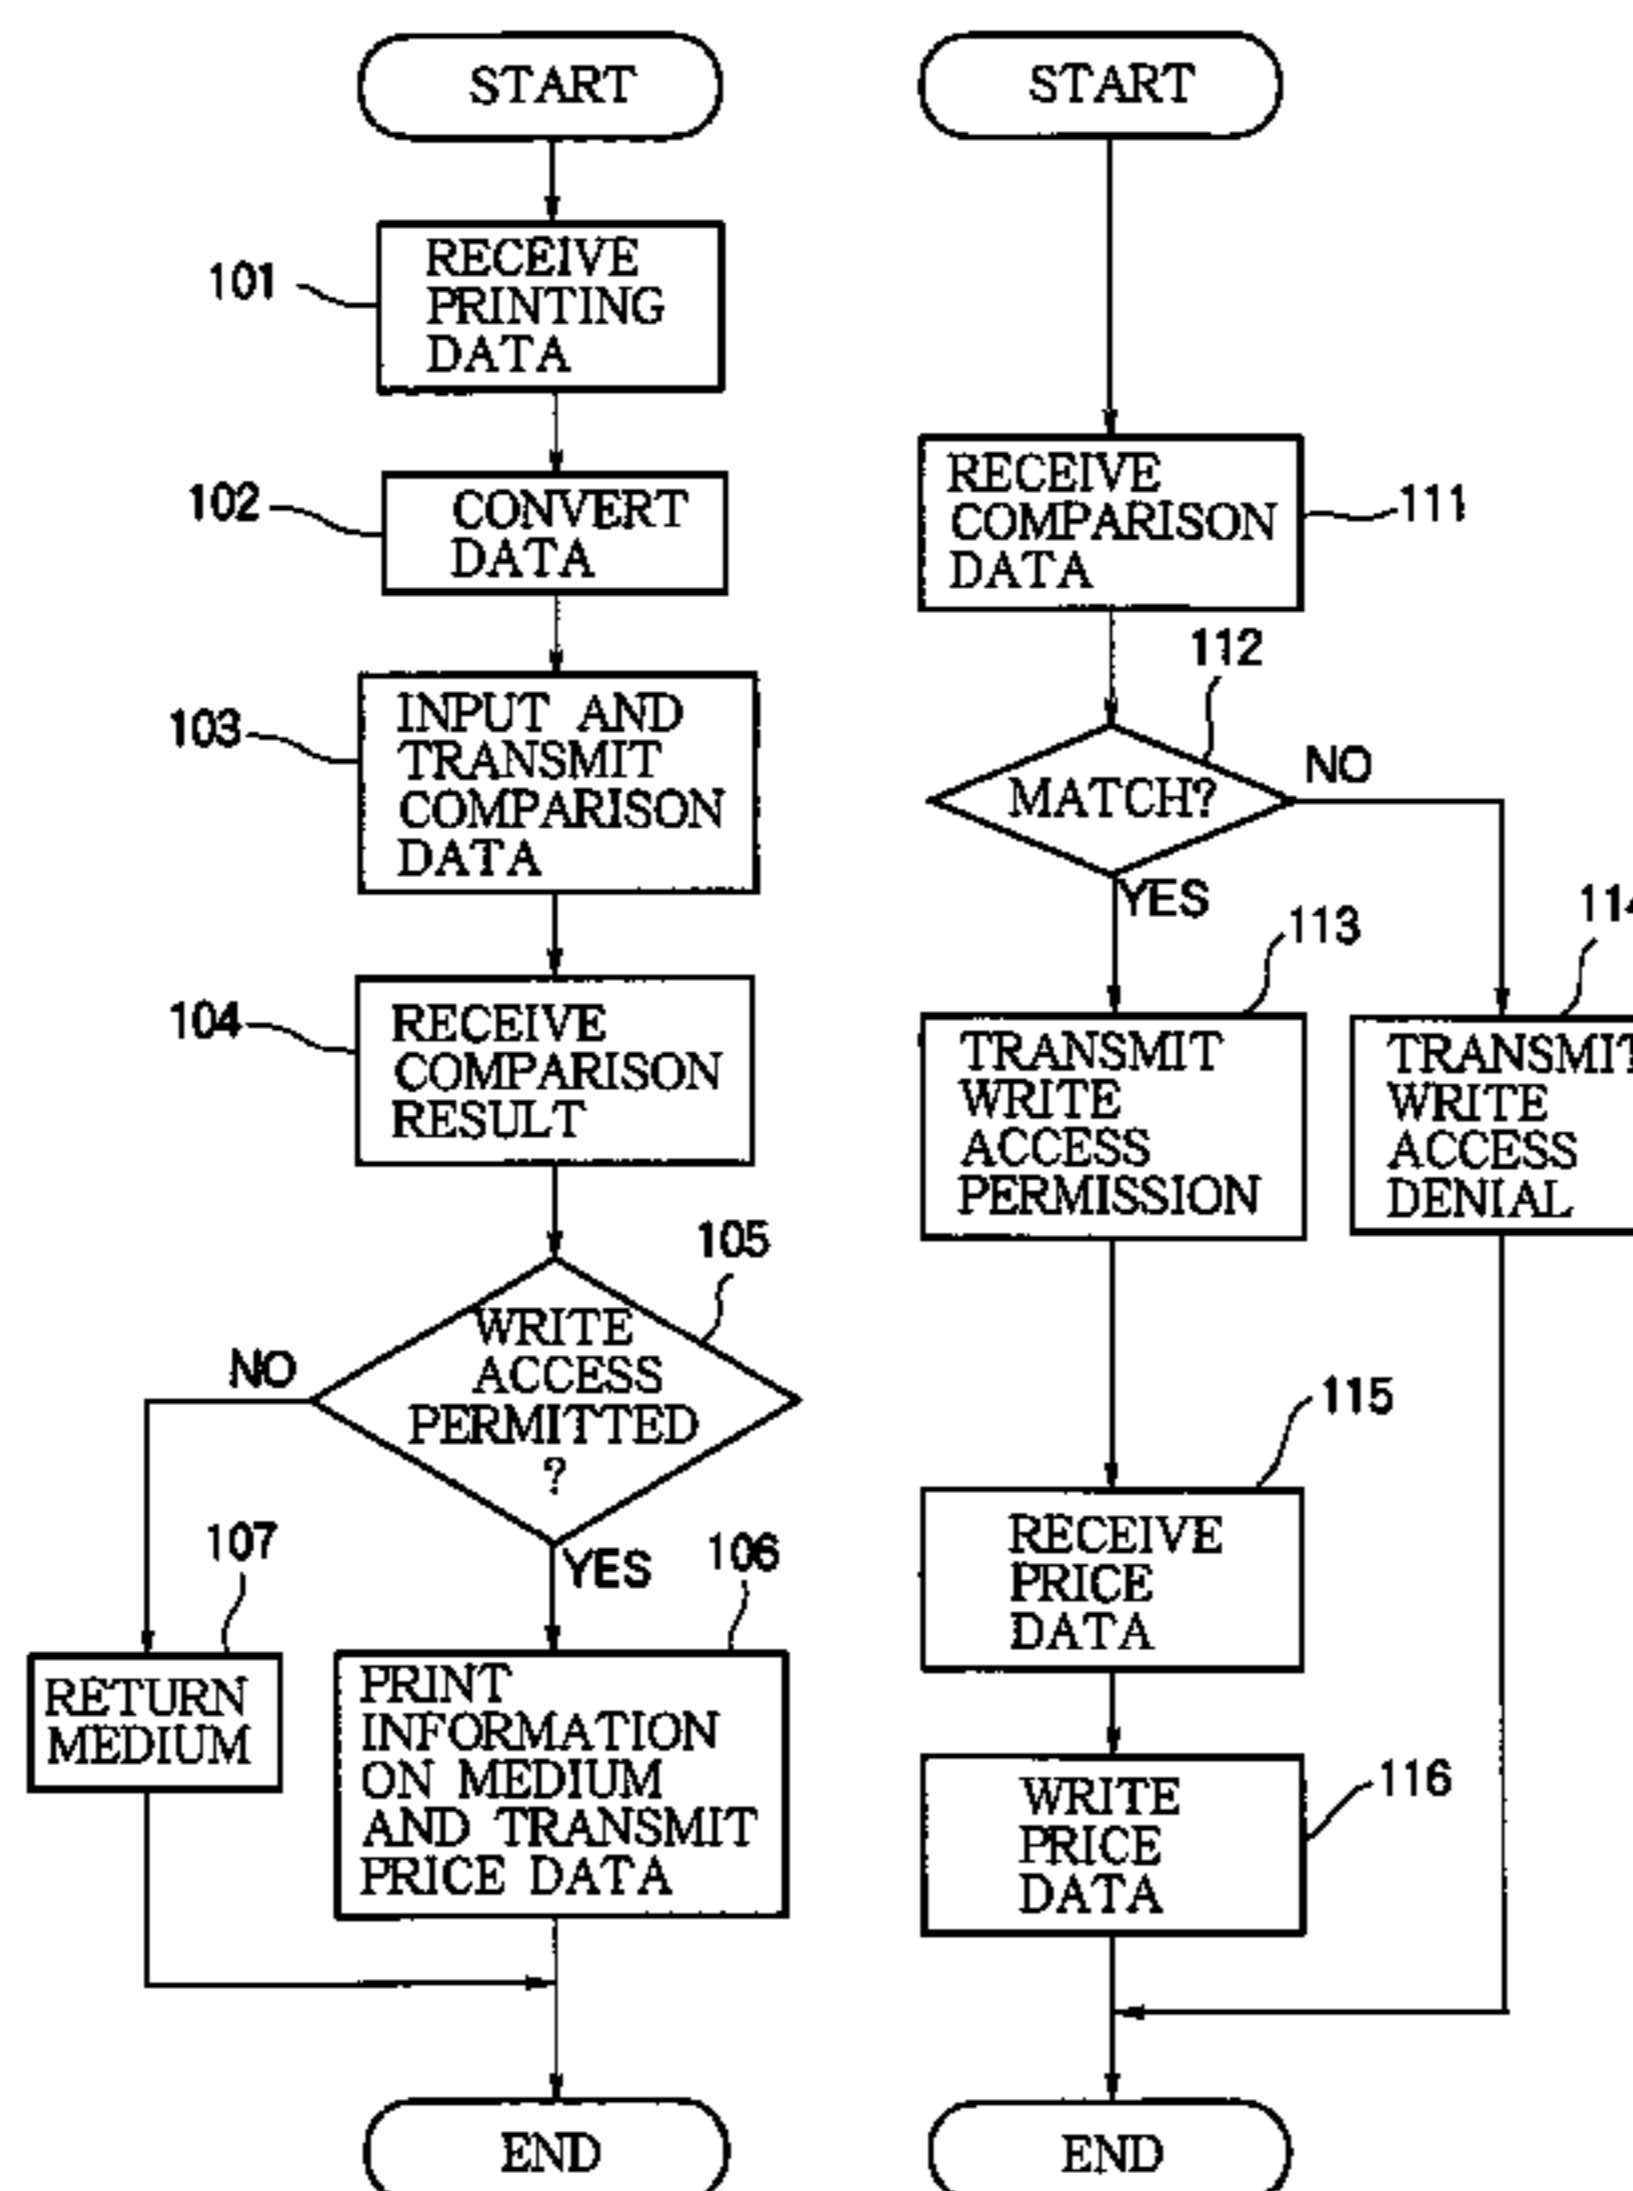 START
101
RECEIVE
PRINTING
DATA
102
CONVERT
DATA
103
INPUT AND
TRANSMIT
COMPARISON
DATA
104
RECEIVE
COMPARISON
RESULT
105
WRITE
ACCESS
PERMITTED
?
NO
YES
107
RETURN
MEDIUM
106
PRINT
INFORMATION
ON MEDIUM
AND TRANSMIT
PRICE DATA
END
START
RECEIVE
COMPARISON
DATA
111
112
MATCH?
NO
YES
113
TRANSMIT
WRITE
ACCESS
PERMISSION
114
TRANSMIT
WRITE
ACCESS
DENIAL
115
RECEIVE
PRICE
DATA
116
WRITE
PRICE
DATA
END